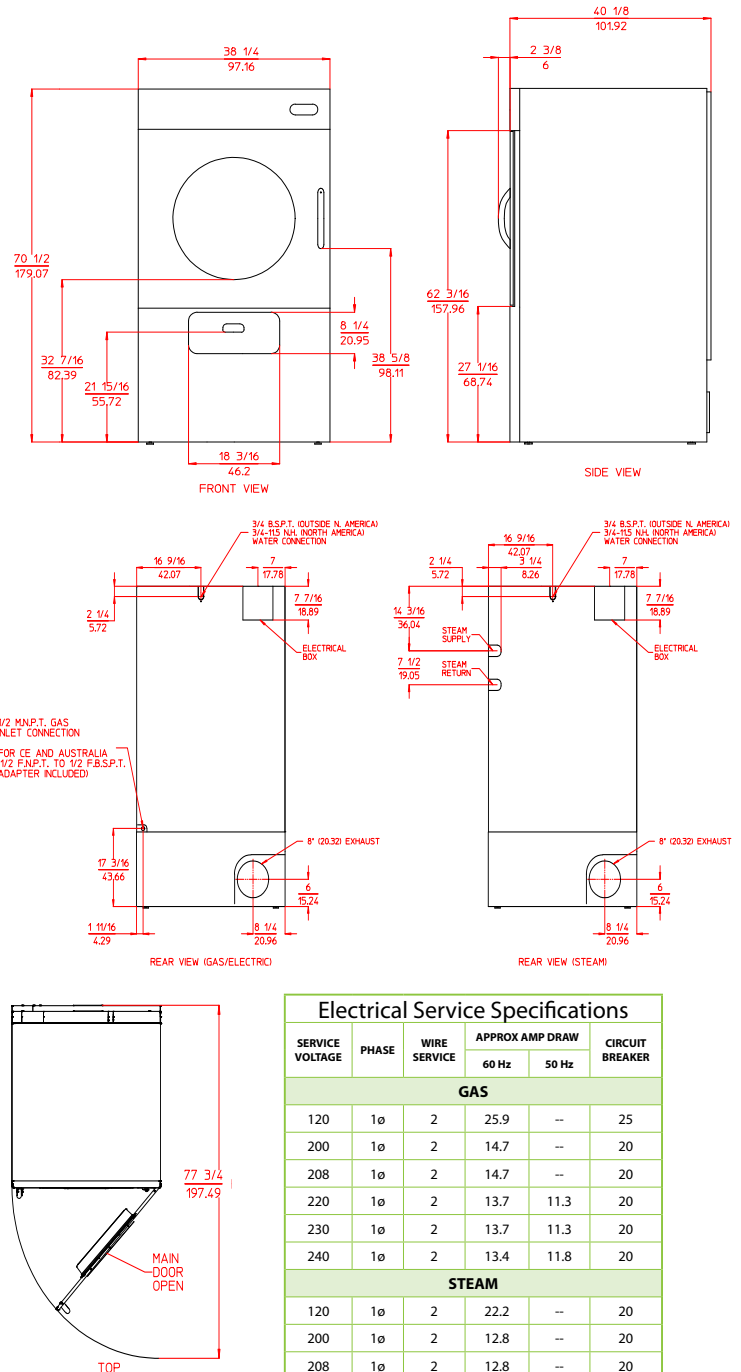 40 1/8
101.92
38 1/4
97.16
2 3/8
6
70 1/2
179.07
62 3/16
157.96
8 1/4
20.95
32 7/16
82.39
38 5/8
98.11
27 1/16
68.74
21 15/16
55.72
18 3/16
46.2
FRONT VIEW
SIDE VIEW
3/4 B.S.P.T. (OUTSIDE N. AMERICA)
3/4-11.5 N.H. (NORTH AMERICA)
WATER CONNECTION
16 9/16
42.07
7
17.78
2 1/4
5.72
7 7/16
18.89
ELECTRICAL
BOX
1/2 M.N.P.T. GAS
INLET CONNECTION
FOR CE AND AUSTRALIA
1/2 F.N.P.T. TO 1/2 F.B.S.P.T.
ADAPTER INCLUDED)
8" (20.32) EXHAUST
17 3/16
43.66
6
15.24
1 11/16
4.29
8 1/4
20.96
REAR VIEW (GAS/ELECTRIC)
3/4 B.S.P.T. (OUTSIDE N. AMERICA)
3/4-11.5 N.H. (NORTH AMERICA)
WATER CONNECTION
16 9/16
42.07
2 1/4
5.72
3 1/4
8.26
7
17.78
14 3/16
36.04
7 7/16
18.89
STEAM
SUPPLY
ELECTRICAL
BOX
7 1/2
19.05
STEAM
RETURN
8" (20.32) EXHAUST
6
15.24
8 1/4
20.96
REAR VIEW (STEAM)
77 3/4
197.49
MAIN
DOOR
OPEN
TOP
Electrical Service Specifications
SERVICE VOLTAGE PHASE WIRE SERVICE APPROX AMP DRAW CIRCUIT BREAKER
60 Hz 50 Hz
GAS
120 1ø 2 25.9 -- 25
200 1ø 2 14.7 -- 20
208 1ø 2 14.7 -- 20
220 1ø 2 13.7 11.3 20
230 1ø 2 13.7 11.3 20
240 1ø 2 13.4 11.8 20
STEAM
120 1ø 2 22.2 -- 20
200 1ø 2 12.8 -- 20
208 1ø 2 12.8 -- 20